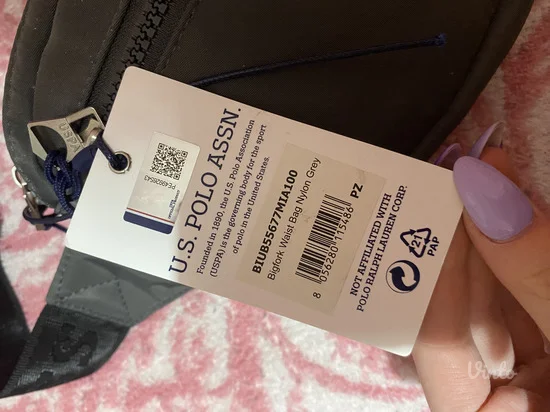 U.S. POLO ASSN.
Founded in 1890, the U.S. Polo Association
(USPA) is the governing body for the sport
of polo in the United States.
BIUB55677MIA100
Bigfork Waist Bag Nylon Grey
PZ
8 052800 115486
NOT AFFILIATED WITH
POLO RALPH LAUREN CORP.
21
PAP